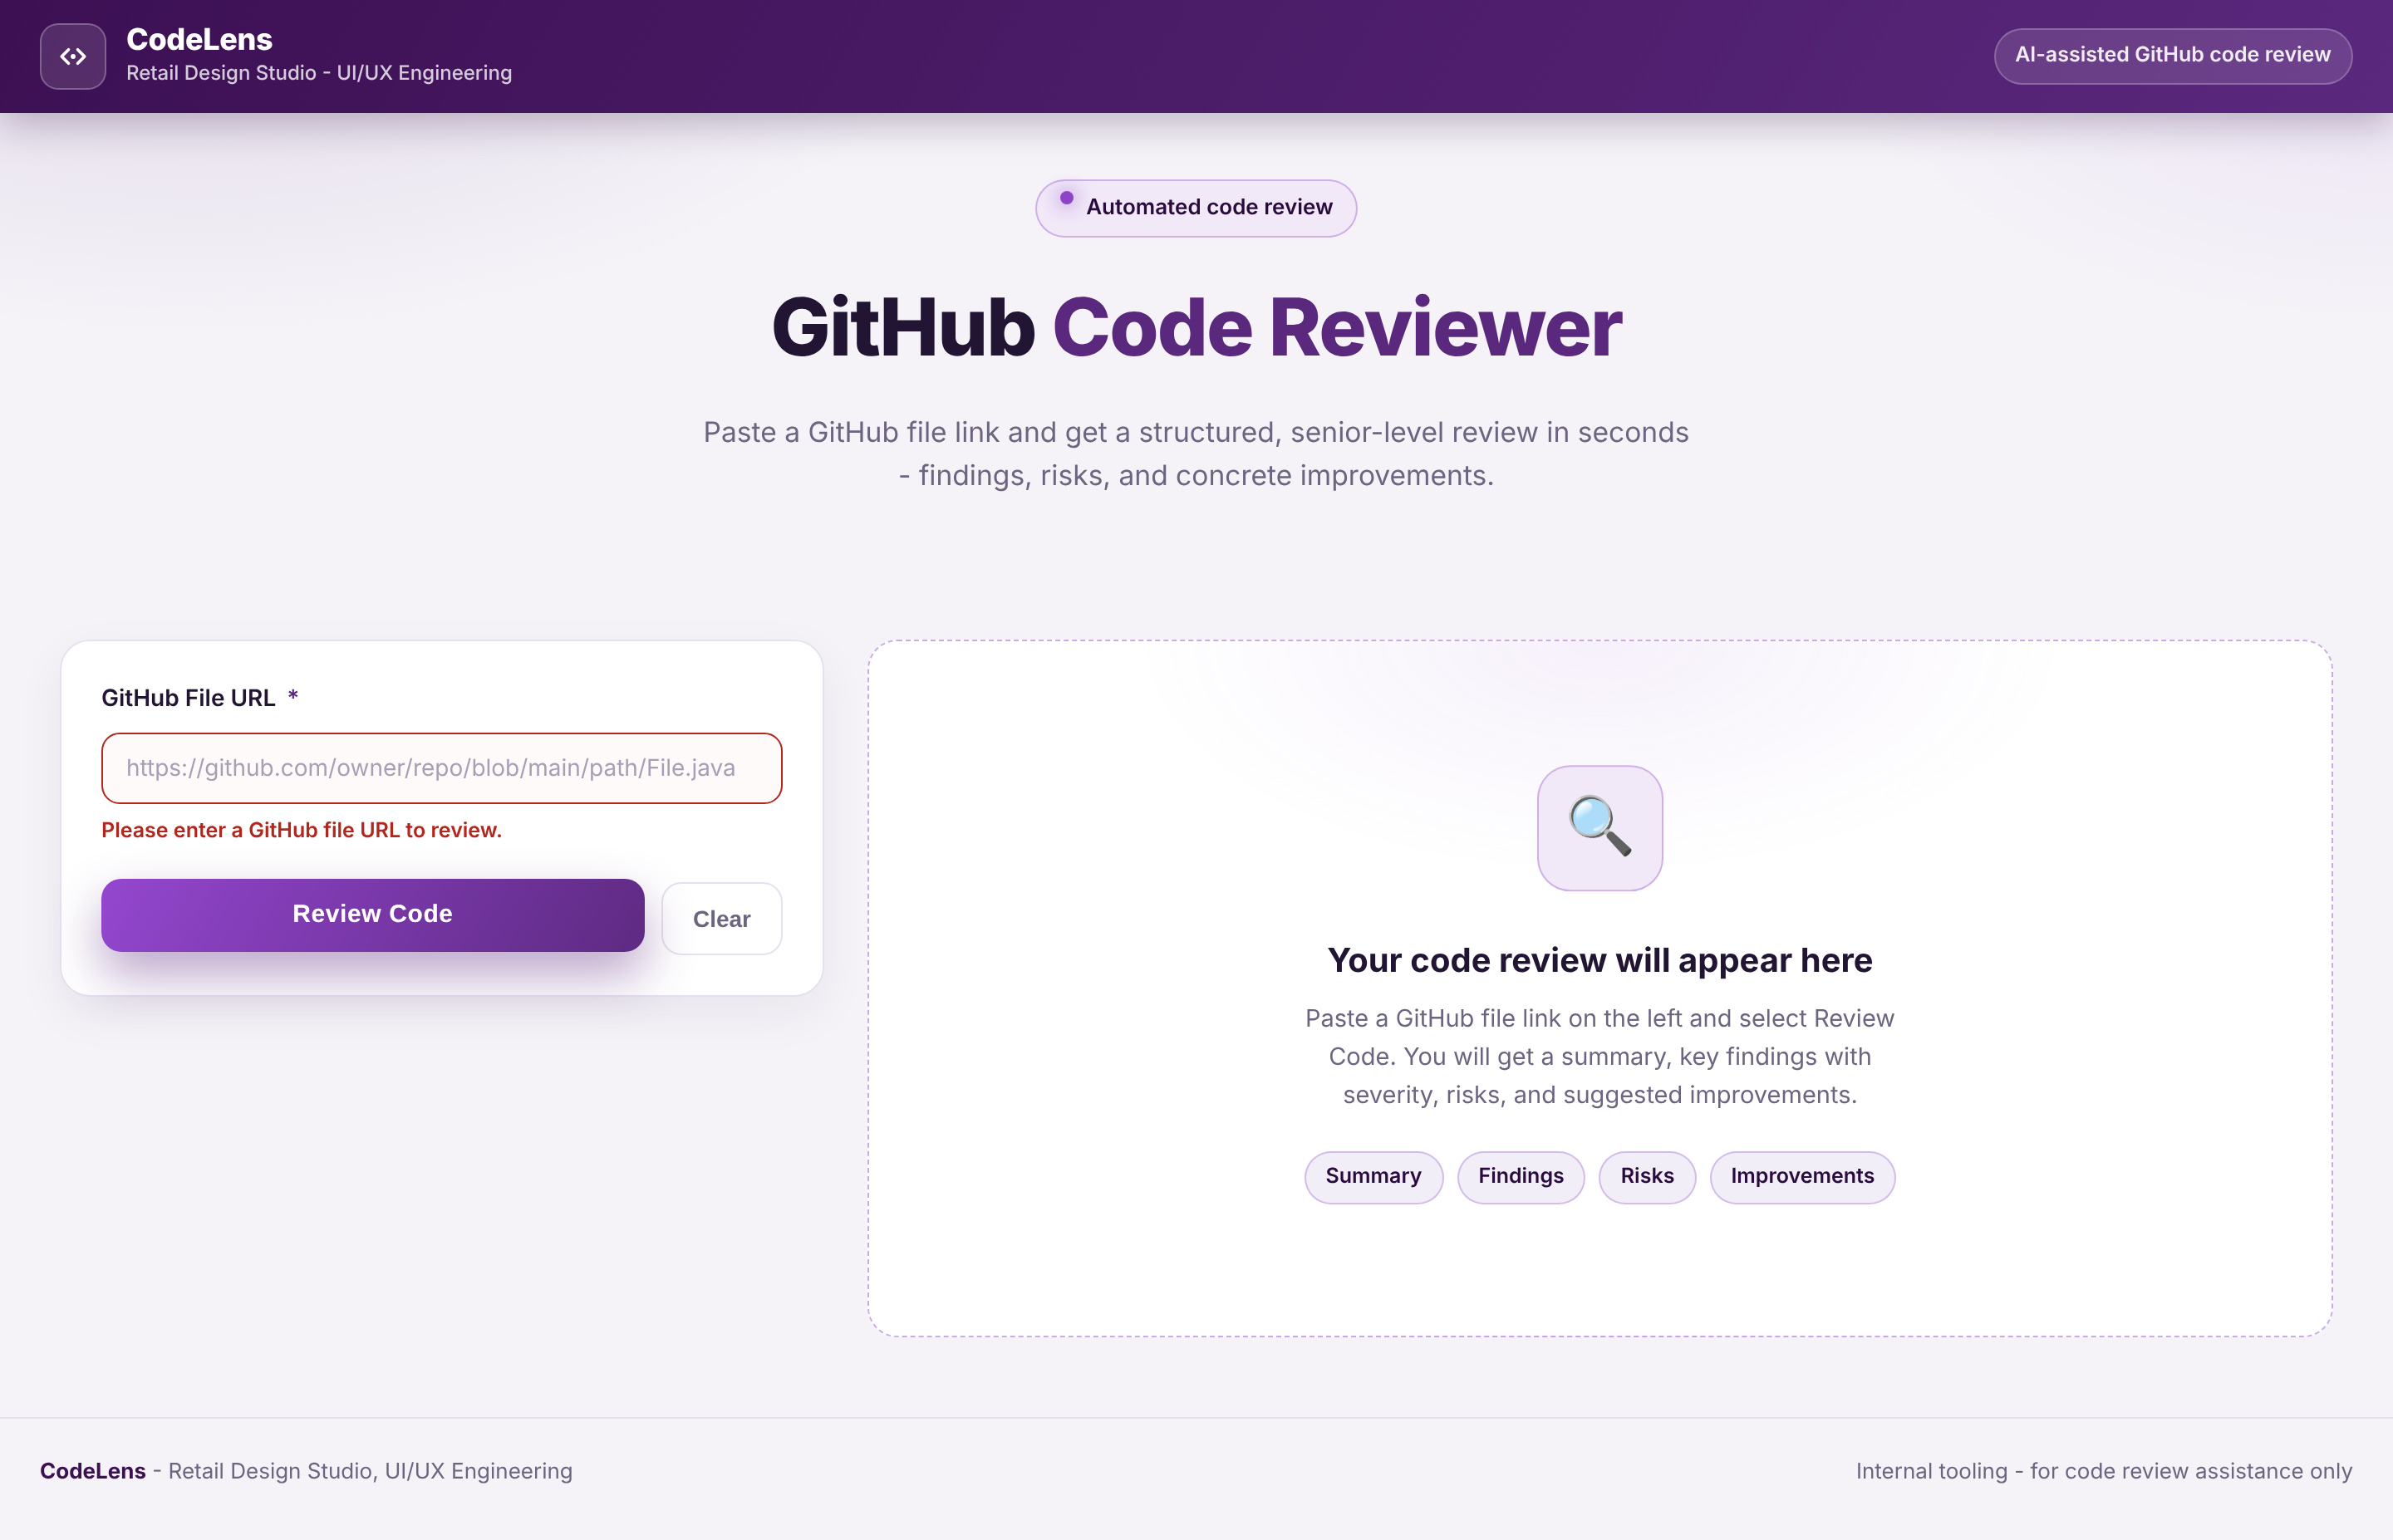 CodeLens
Retail Design Studio - UI/UX Engineering
AI-assisted GitHub code review
Automated code review
GitHub Code Reviewer
Paste a GitHub file link and get a structured, senior-level review in seconds
- findings, risks, and concrete improvements.
GitHub File URL *
https://github.com/owner/repo/blob/main/path/File.java
Please enter a GitHub file URL to review.
Review Code
Clear
Your code review will appear here
Paste a GitHub file link on the left and select Review
Code. You will get a summary, key findings with
severity, risks, and suggested improvements.
Summary
Findings
Risks
Improvements
CodeLens - Retail Design Studio, UI/UX Engineering
Internal tooling - for code review assistance only